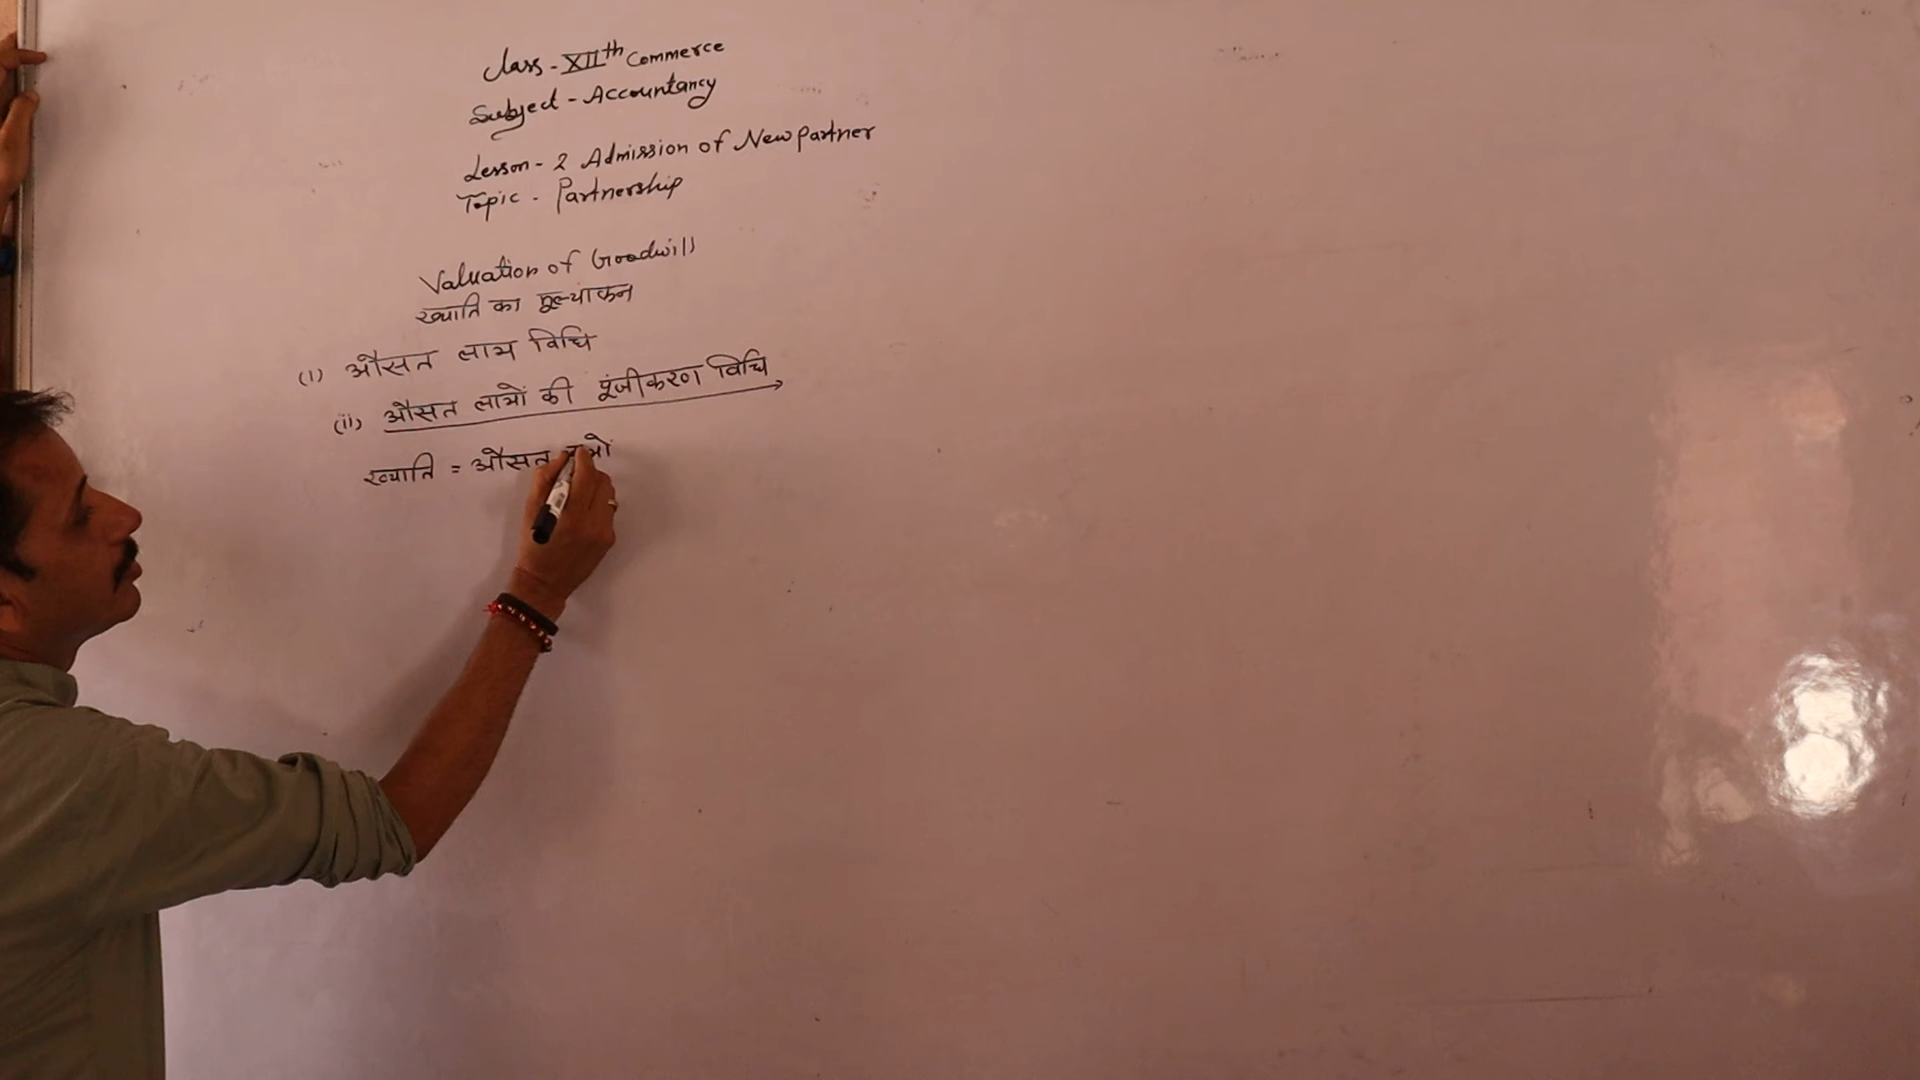 Class - XIIth Commerce
Subject - Accountancy
Lesson - 2 Admission of New partner
Topic - Partnership
Valuation of Goodwill
ख्याति का मूल्यांकन
(i) औसत लाभ विधि
(ii) औसत लाभों की पूंजीकरण विधि
ख्याति = औसत